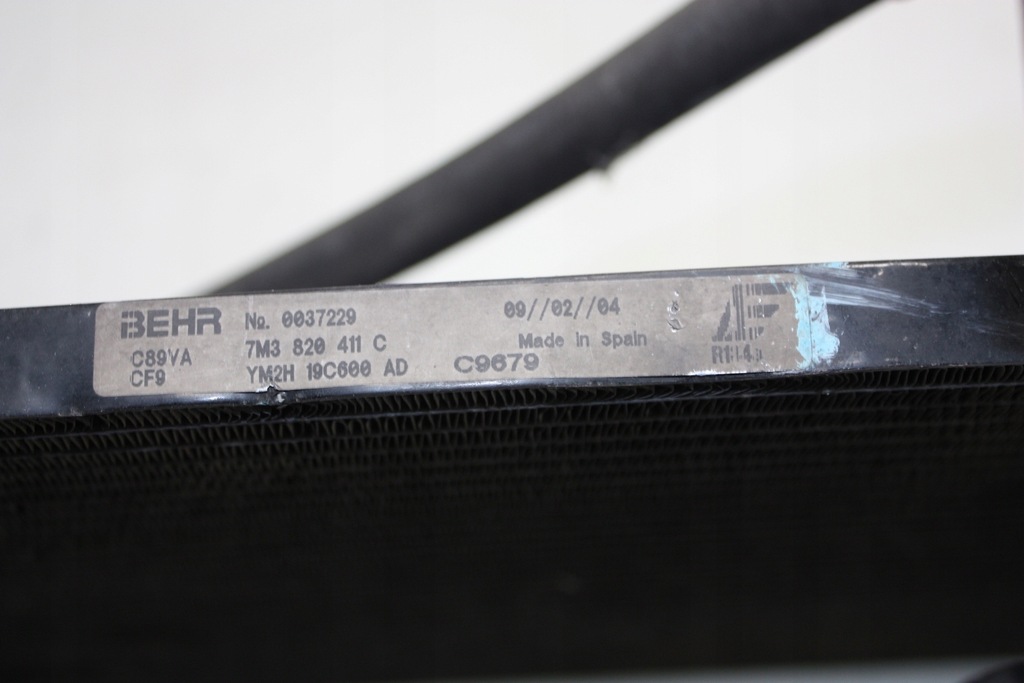 BEHR
No. 0037229
09//02//04
C89VA
7M3 820 411 C
Made in Spain
CF9
YM2H 19C600 AD
C9679